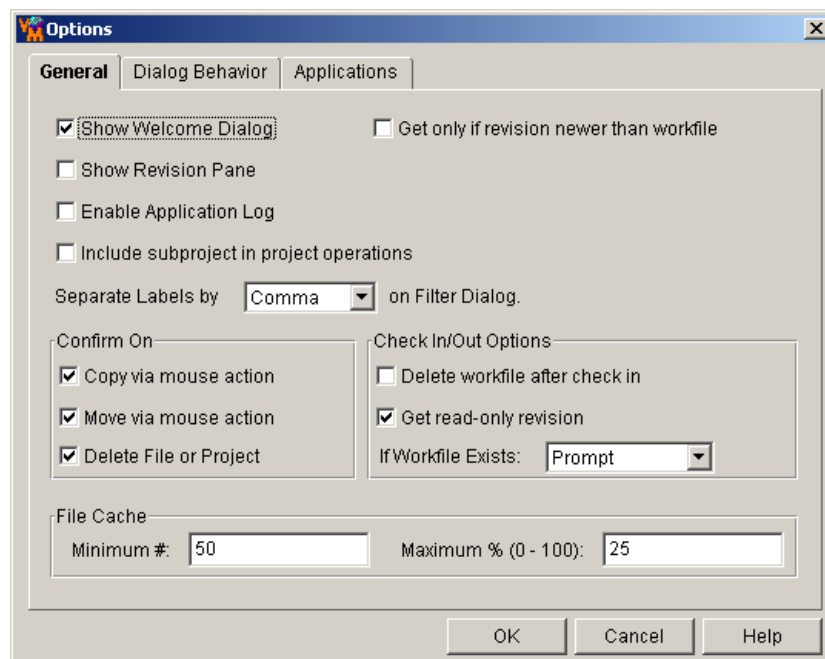 VM Options
General Dialog Behavior Applications
Show Welcome Dialog Get only if revision newer than workfile
Show Revision Pane
Enable Application Log
Include subproject in project operations
Separate Labels by Comma on Filter Dialog.
Confirm On Check In/Out Options
Copy via mouse action Delete workfile after check in
Move via mouse action Get read-only revision
Delete File or Project If Workfile Exists: Prompt
File Cache
Minimum #: 50 Maximum % (0 - 100): 25
OK Cancel Help